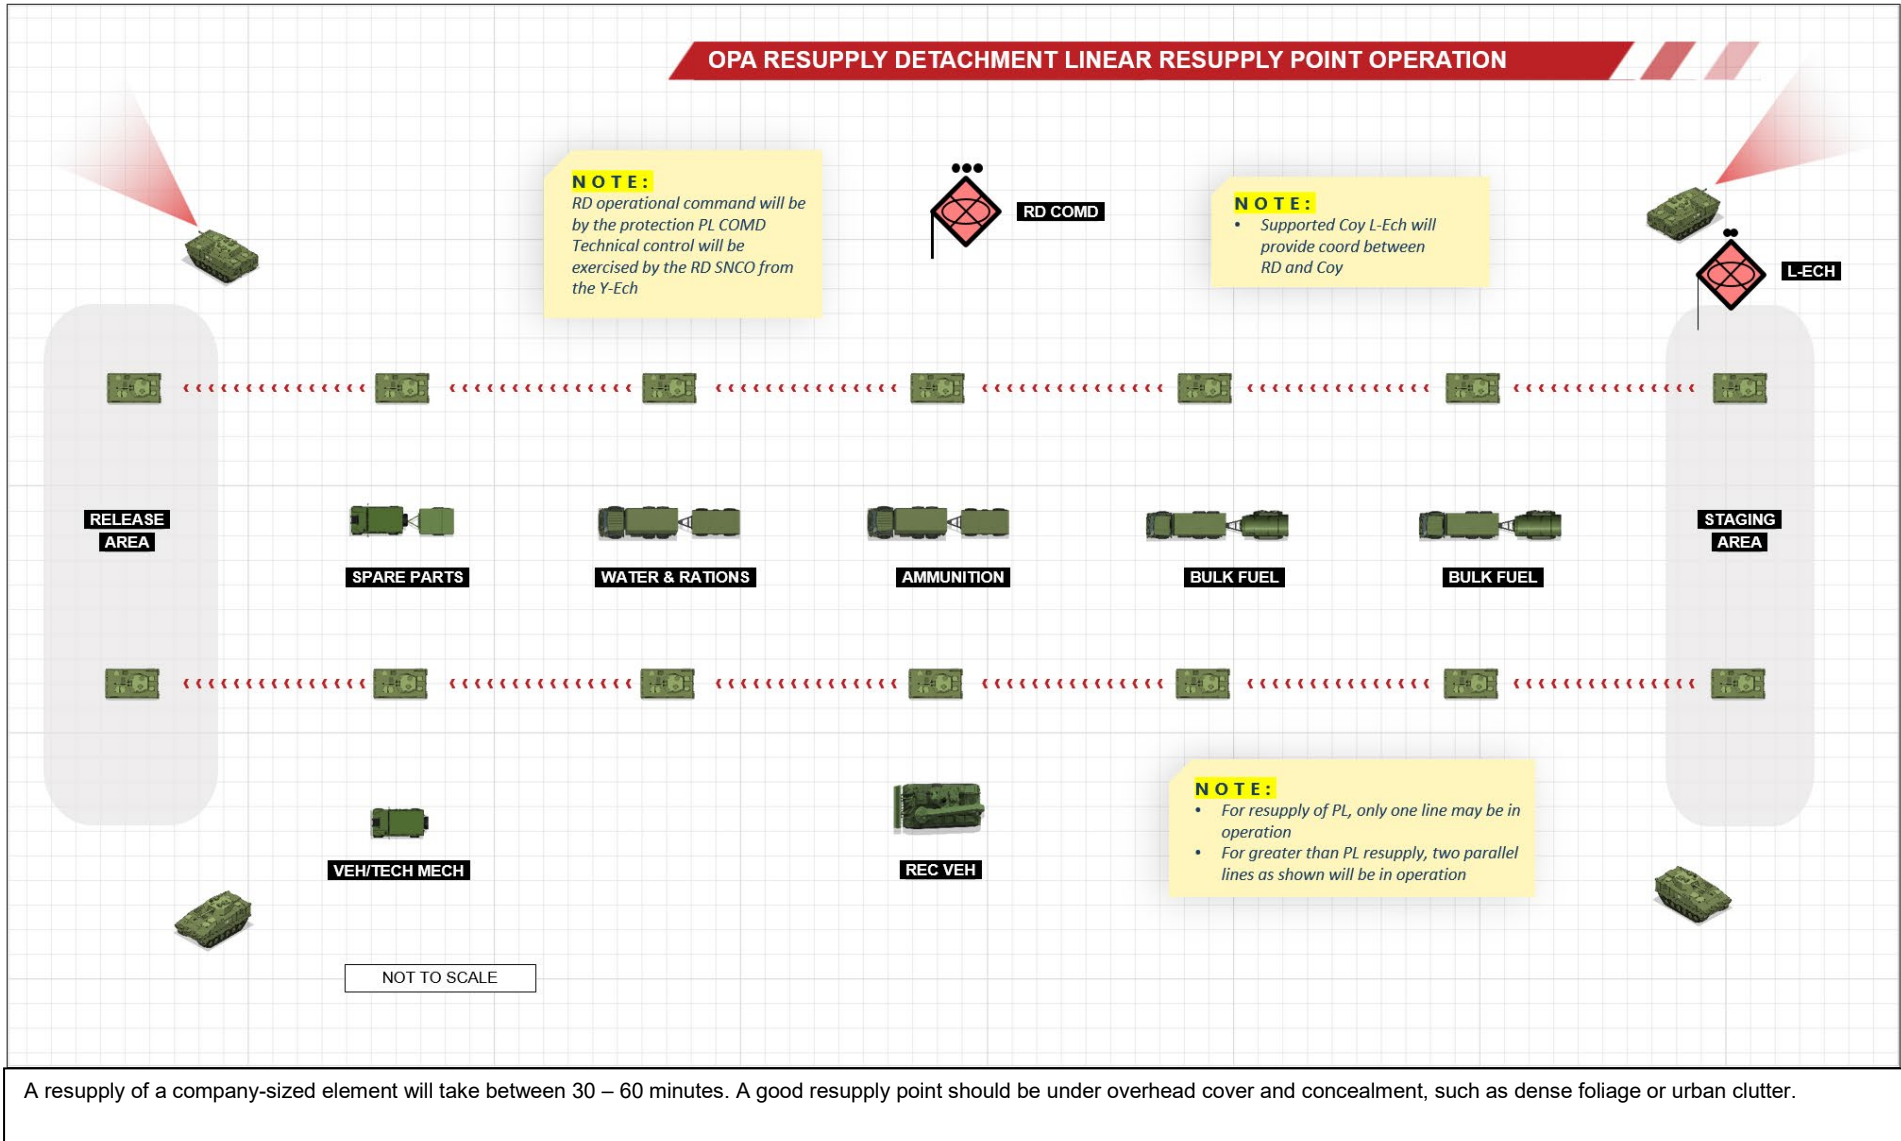 OPA RESUPPLY DETACHMENT LINEAR RESUPPLY POINT OPERATION
NOTE:
RD operational command will be
by the protection PL COMD
Technical control will be
exercised by the RD SNCO from
the Y-Ech
RD COMD
NOTE:
• Supported Coy L-Ech will
provide coord between
RD and Coy
L-ECH
RELEASE
AREA
SPARE PARTS
WATER & RATIONS
AMMUNITION
BULK FUEL
BULK FUEL
STAGING
AREA
VEH/TECH MECH
REC VEH
NOTE:
• For resupply of PL, only one line may be in
operation
• For greater than PL resupply, two parallel
lines as shown will be in operation
NOT TO SCALE
A resupply of a company-sized element will take between 30 – 60 minutes. A good resupply point should be under overhead cover and concealment, such as dense foliage or urban clutter.